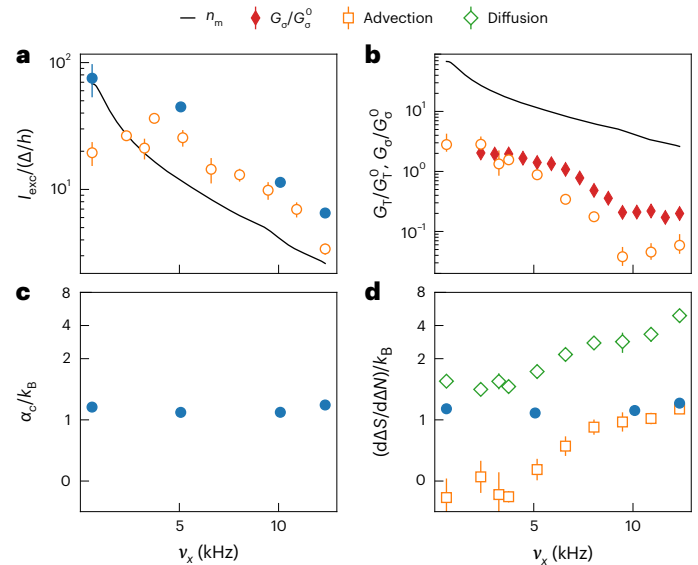 n_m G_σ/G_σ^0 Advection Diffusion
a b
10^2
10^1
I_exc/(Δ/h)
10^1
10^0
10^-1
G_T/G_T^0, G_σ/G_σ^0
c d
8
4
2
1
0
α_c/k_B
8
4
2
1
0
(dΔS/dΔN)/k_B
5 10
5 10
ν_x (kHz)
ν_x (kHz)